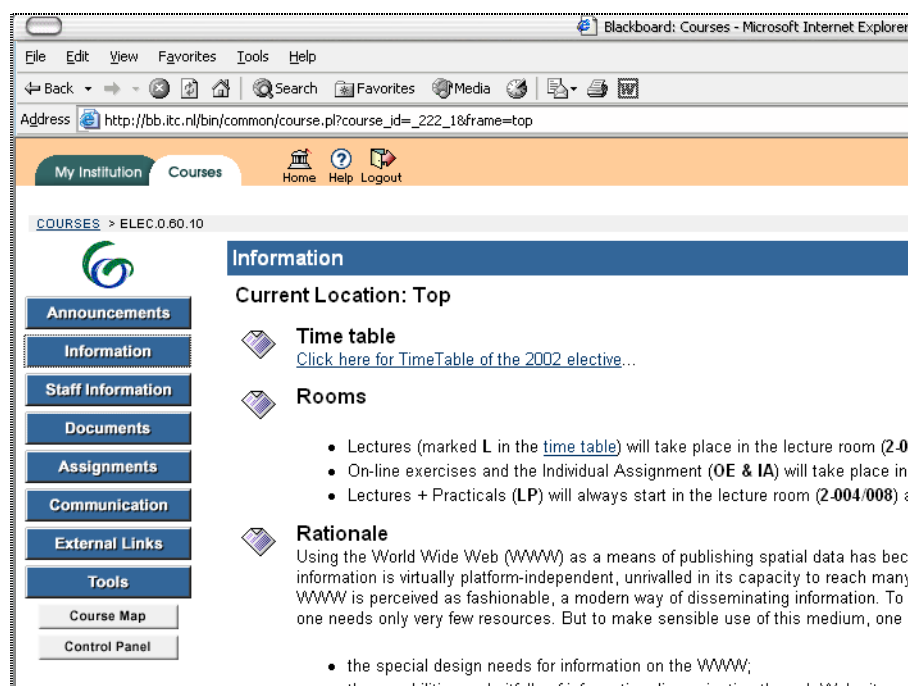 Blackboard: Courses - Microsoft Internet Explorer
File Edit View Favorites Tools Help
Back Search Favorites Media
Address http://bb.itc.nl/bin/common/course.pl?course_id=_222_1&frame=top
My Institution Courses Home Help Logout
COURSES > ELEC.0.60.10
Information
Current Location: Top
Announcements
Information
Staff Information
Documents
Assignments
Communication
External Links
Tools
Course Map
Control Panel
Time table
Click here for TimeTable of the 2002 elective...
Rooms
• Lectures (marked L in the time table) will take place in the lecture room (2-0
• On-line exercises and the Individual Assignment (OE & IA) will take place in
• Lectures + Practicals (LP) will always start in the lecture room (2-004/008) a
Rationale
Using the World Wide Web (WWW) as a means of publishing spatial data has bec
information is virtually platform-independent, unrivalled in its capacity to reach many
WWW is perceived as fashionable, a modern way of disseminating information. To
one needs only very few resources. But to make sensible use of this medium, one
• the special design needs for information on the WWW;